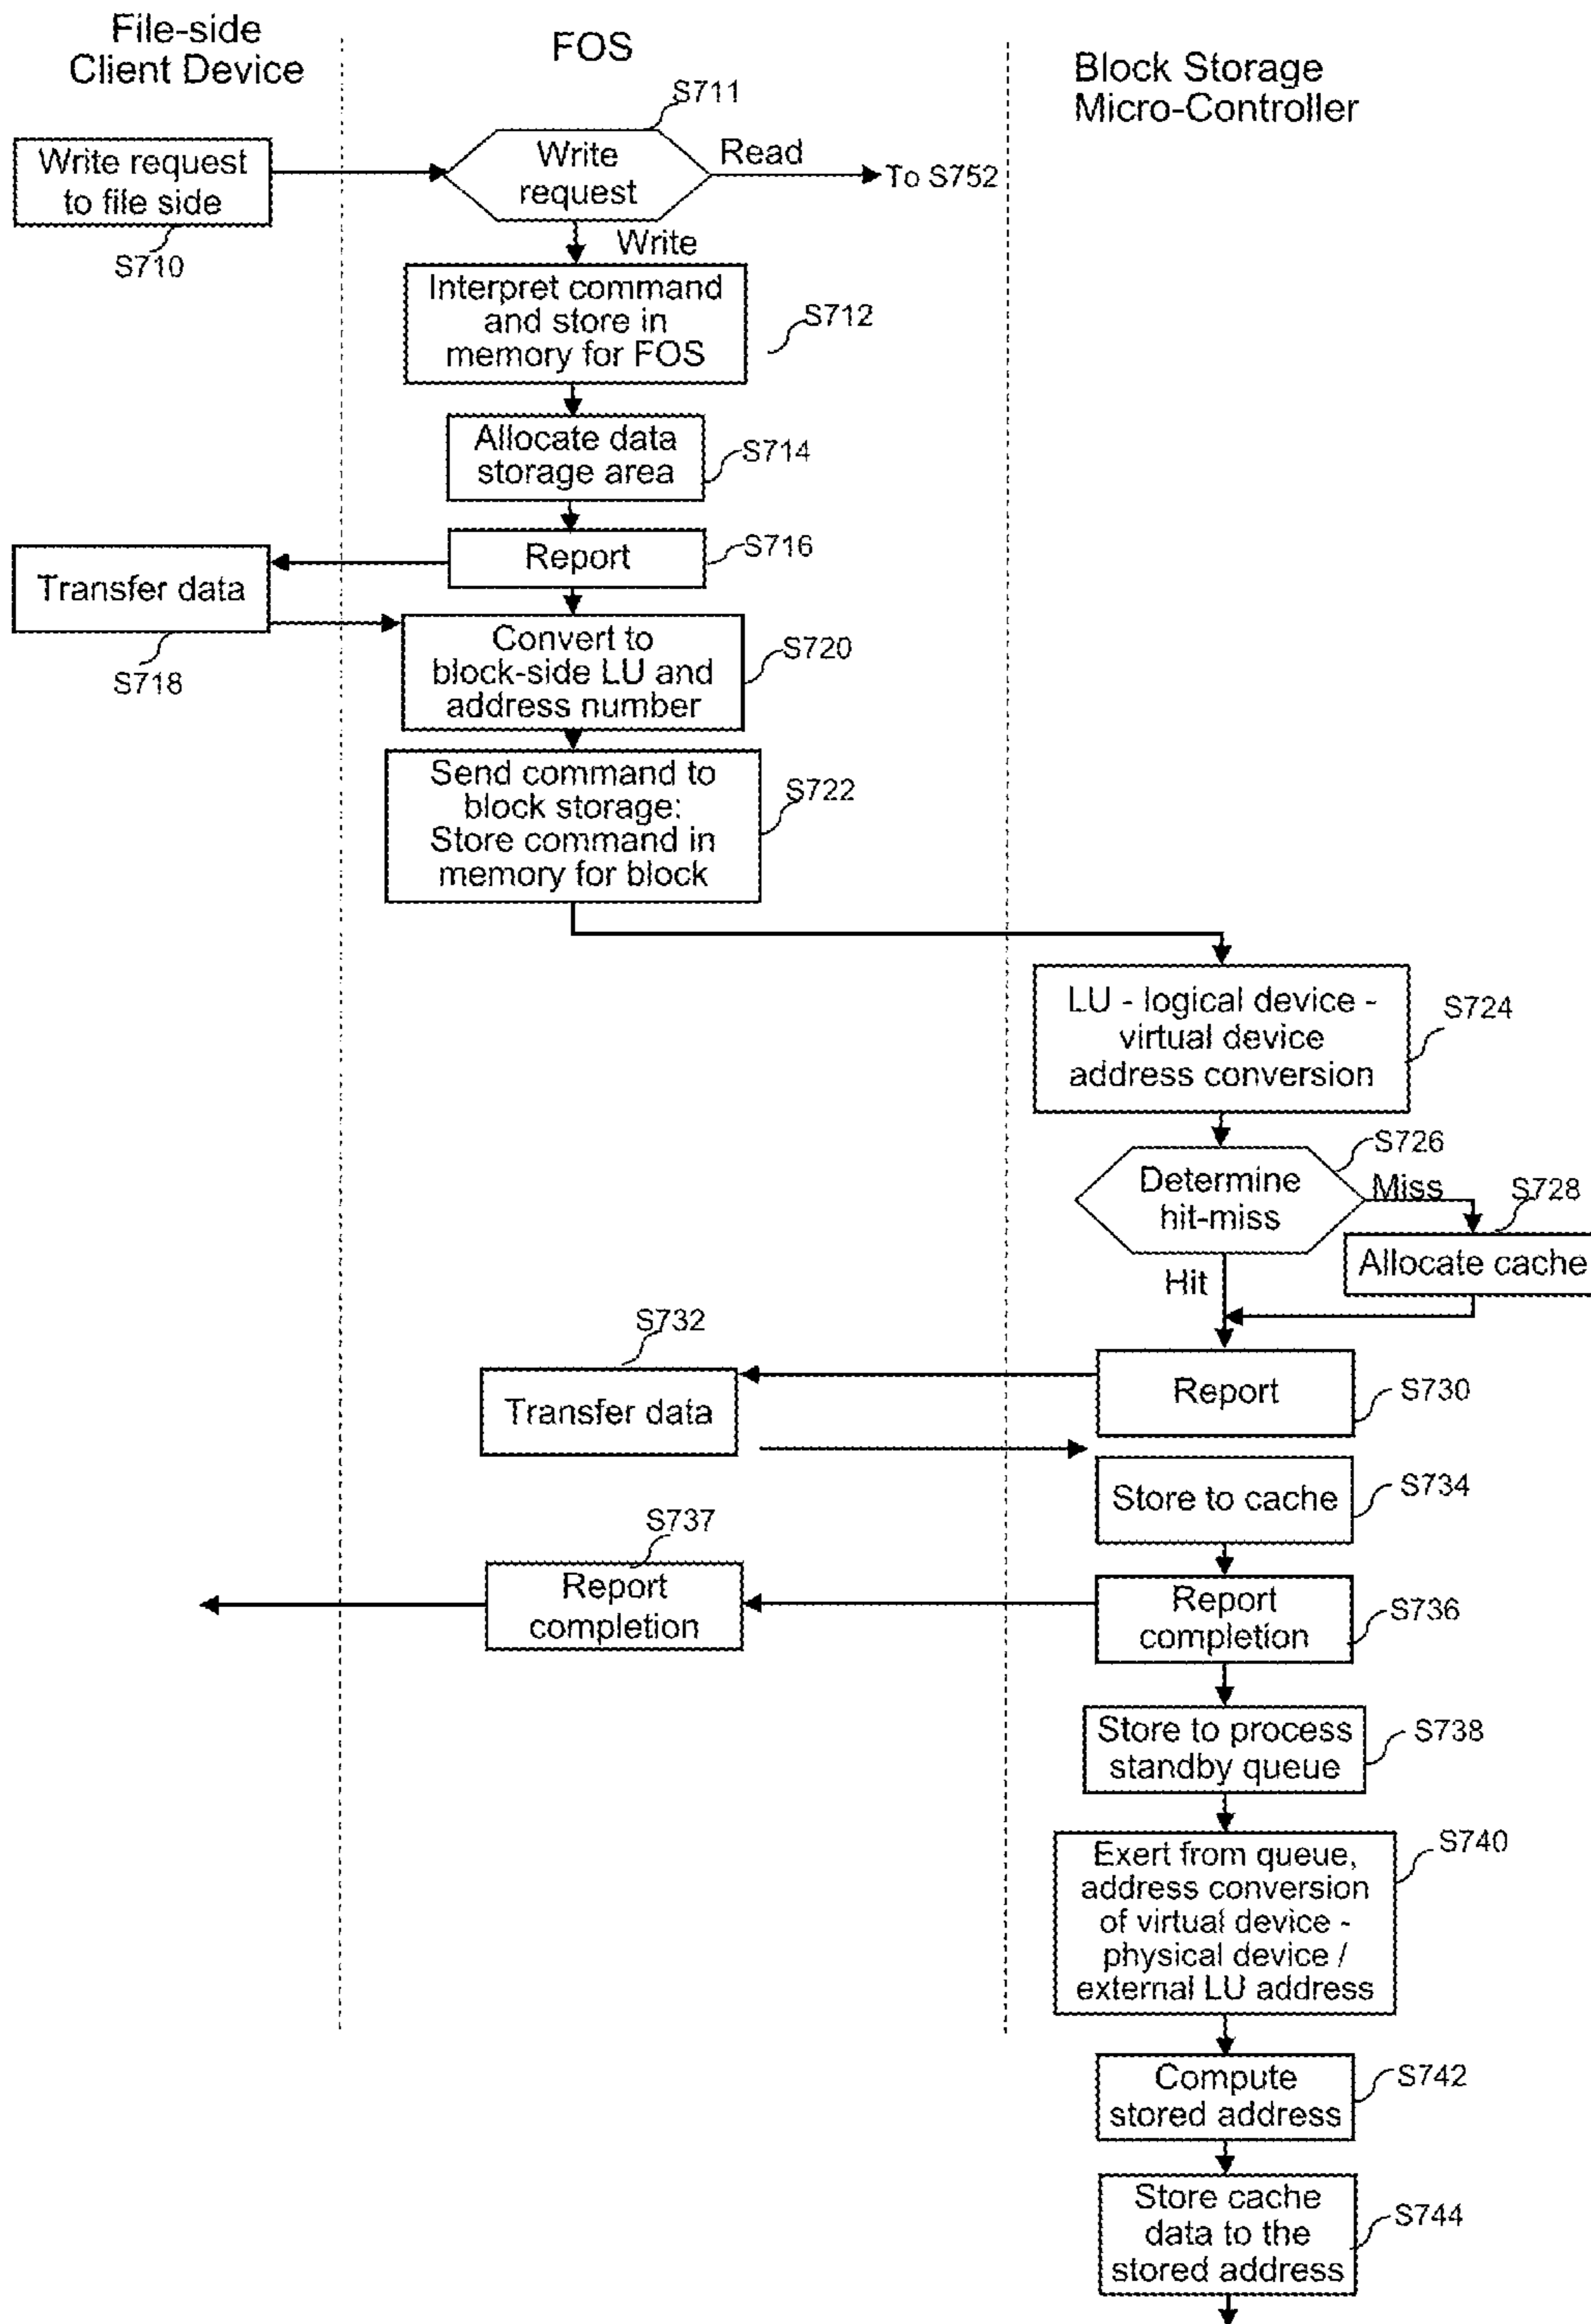 File-side
Client Device
FOS
Block Storage
Micro-Controller
S711
Write request
to file side
S710
Write
request
Read
To S752
Write
Interpret command
and store in
memory for FOS
S712
Allocate data
storage area
S714
Report
S716
Transfer data
S718
Convert to
block-side LU and
address number
S720
Send command to
block storage:
Store command in
memory for block
S722
LU - logical device -
virtual device
address conversion
S724
Determine
hit-miss
S726
Miss
S728
Allocate cache
Hit
S732
Transfer data
Report
S730
Store to cache
S734
S737
Report
completion
Report
completion
S736
Store to process
standby queue
S738
Exert from queue,
address conversion
of virtual device -
physical device /
external LU address
S740
Compute
stored address
S742
Store cache
data to the
stored address
S744